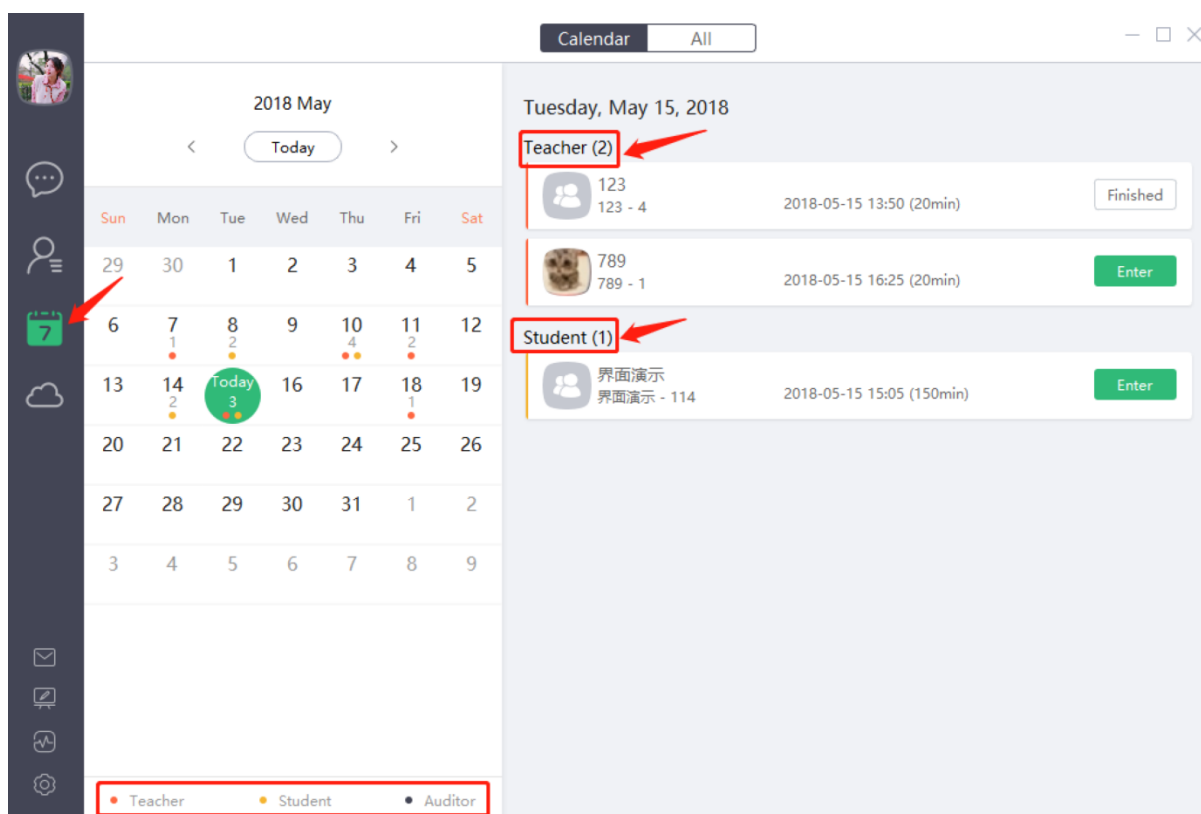 Calendar All
2018 May
Today
Sun Mon Tue Wed Thu Fri Sat
29 30 1 2 3 4 5
6 7 8 9 10 11 12
1 2 4 2
13 14 Today 16 17 18 19
2 3 1
20 21 22 23 24 25 26
27 28 29 30 31 1 2
3 4 5 6 7 8 9
Teacher Student Auditor
7
Tuesday, May 15, 2018
Teacher (2)
123
123 - 4 2018-05-15 13:50 (20min) Finished
789
789 - 1 2018-05-15 16:25 (20min) Enter
Student (1)
界面演示
界面演示 - 114 2018-05-15 15:05 (150min) Enter